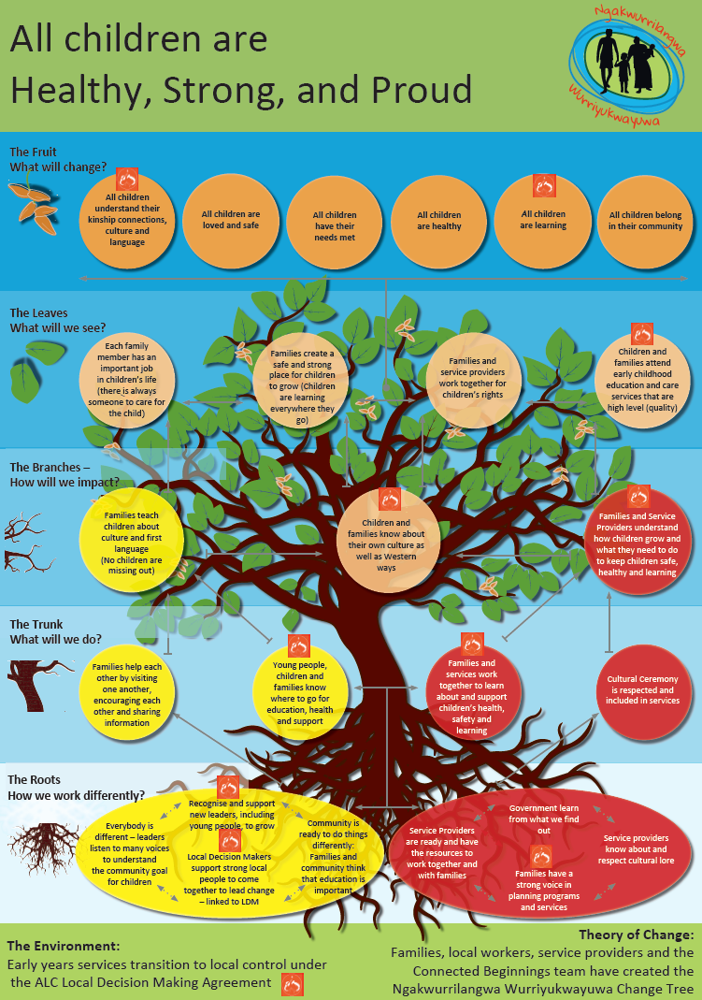 All children are
Healthy, Strong, and Proud
Ngakwurrilangwa
Wurriyukwayuwa
The Fruit
What will change?
All children
understand their
kinship connections,
culture and
language
All children are
loved and safe
All children
have their
needs met
All children
are healthy
All children
are learning
All children belong
in their community
The Leaves
What will we see?
Each family
member has an
important job
in children's life
(there is always
someone to care for
the child)
Families create a
safe and strong
place for children
to grow (Children
are learning
everywhere they
go)
Families and
service providers
work together for
children's rights
Children and
families attend
early childhood
education and care
services that are
high level (quality)
The Branches –
How will we impact?
Families teach
children about
culture and first
language
(No children are
missing out)
Children and
families know about
their own culture as
well as Western
ways
Families and Service
Providers understand
how children grow and
what they need to do
to keep children safe,
healthy and learning
The Trunk
What will we do?
Families help each
other by visiting
one another,
encouraging each
other and sharing
information
Young people,
children and
families know
where to go for
education, health
and support
Families and
services work
together to learn
about and support
children's health,
safety and
learning
Cultural Ceremony
is respected and
included in services
The Roots
How we work differently?
Everybody is
different – leaders
listen to many voices
to understand
the community goal
for children
Recognise and support
new leaders, including
young people, to grow
Local Decision Makers
support strong local
people to come
together to lead change
– linked to LDM
Community is
ready to do things
differently:
Families and
community think
that education is
important
Service Providers
are ready and have
the resources to
work together and
with families
Government learn
from what we find
out
Families have a
strong voice in
planning programs
and services
Service providers
know about and
respect cultural lore
The Environment:
Early years services transition to local control under
the ALC Local Decision Making Agreement
Theory of Change:
Families, local workers, service providers and the
Connected Beginnings team have created the
Ngakwurrilangwa Wurriyukwayuwa Change Tree